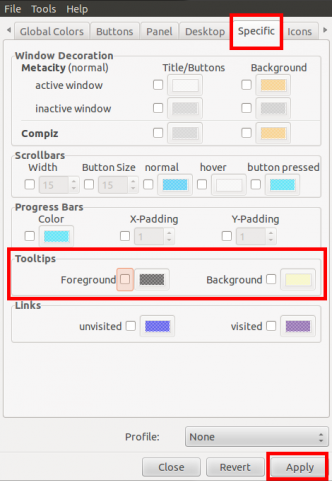 File Tools Help
Global Colors Buttons Panel Desktop Specific Icons
Window Decoration
Metacity (normal) Title/Buttons Background
active window
inactive window
Compiz
Scrollbars
Width Button Size normal hover button pressed
15 15
Progress Bars
Color X-Padding Y-Padding
1 1
Tooltips
Foreground Background
Links
unvisited visited
Profile: None
Close Revert Apply